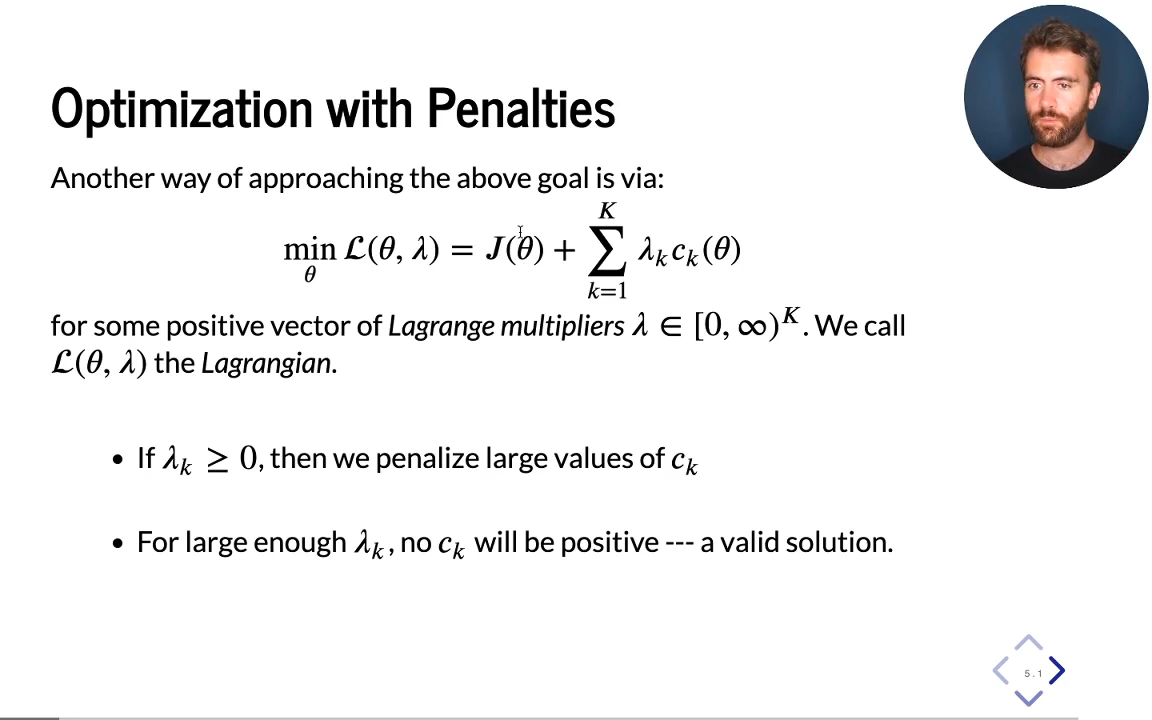 Optimization with Penalties
Another way of approaching the above goal is via:
min_θ ℒ(θ, λ) = J(θ) + ∑_{k=1}^{K} λ_k c_k(θ)
for some positive vector of Lagrange multipliers λ ∈ [0, ∞)^K. We call
ℒ(θ, λ) the Lagrangian.
• If λ_k ≥ 0, then we penalize large values of c_k
• For large enough λ_k, no c_k will be positive --- a valid solution.
5.1